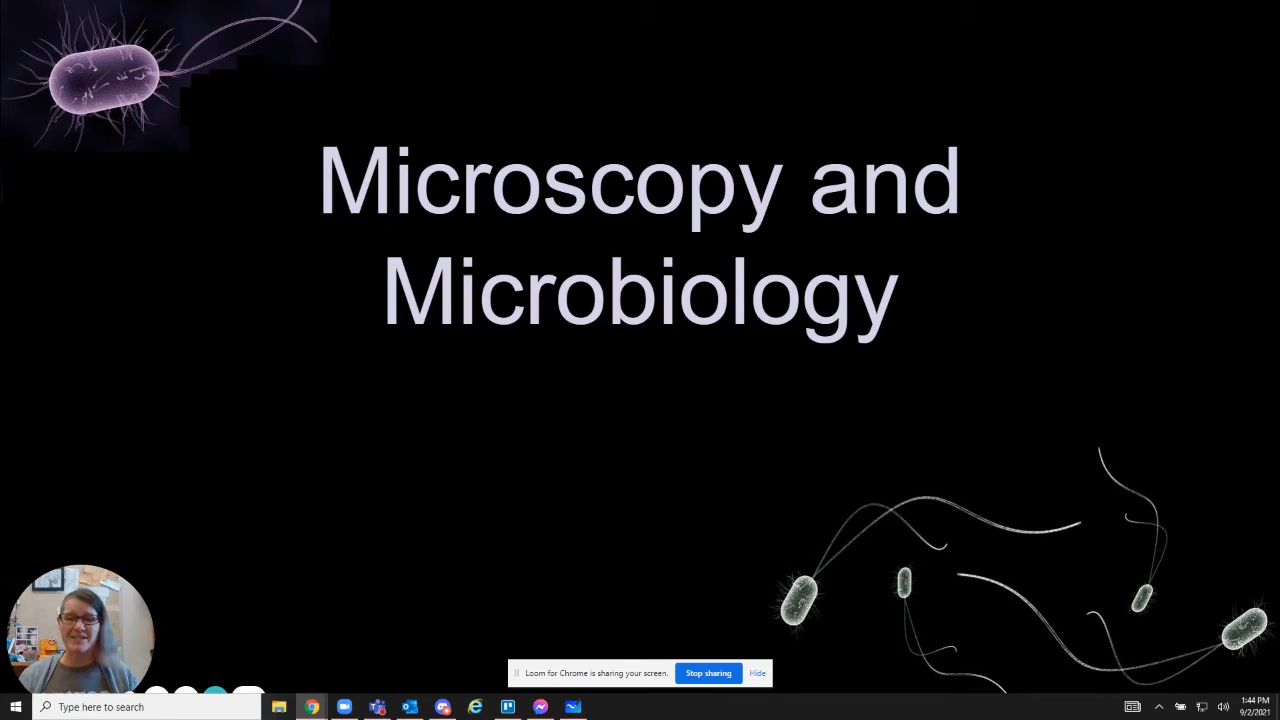 Microscopy and
Microbiology
Loom for Chrome is sharing your screen.
Stop sharing
Hide
Type here to search
1:44 PM
9/2/2021